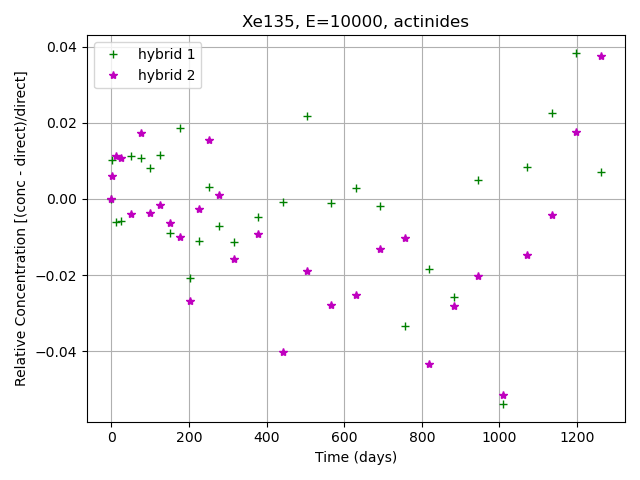 Xe135, E=10000, actinides
hybrid 1
hybrid 2
Relative Concentration [(conc - direct)/direct]
0.04
0.02
0.00
−0.02
−0.04
0
200
400
600
800
1000
1200
Time (days)